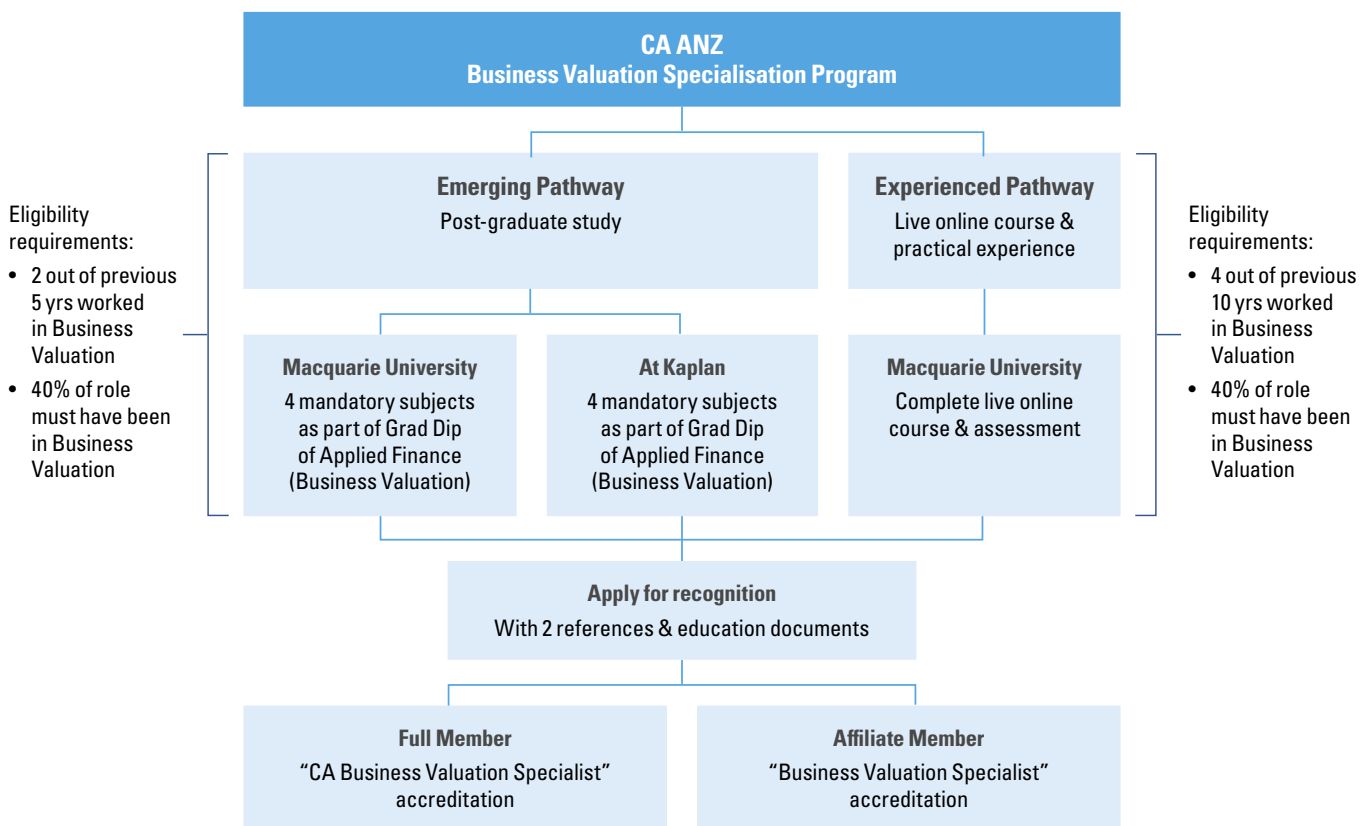 CA ANZ
Business Valuation Specialisation Program
Eligibility
requirements:
• 2 out of previous
5 yrs worked
in Business
Valuation
• 40% of role
must have been
in Business
Valuation
Emerging Pathway
Post-graduate study
Experienced Pathway
Live online course &
practical experience
Eligibility
requirements:
• 4 out of previous
10 yrs worked
in Business
Valuation
• 40% of role
must have been
in Business
Valuation
Macquarie University
4 mandatory subjects
as part of Grad Dip
of Applied Finance
(Business Valuation)
At Kaplan
4 mandatory subjects
as part of Grad Dip
of Applied Finance
(Business Valuation)
Macquarie University
Complete live online
course & assessment
Apply for recognition
With 2 references & education documents
Full Member
“CA Business Valuation Specialist”
accreditation
Affiliate Member
“Business Valuation Specialist”
accreditation